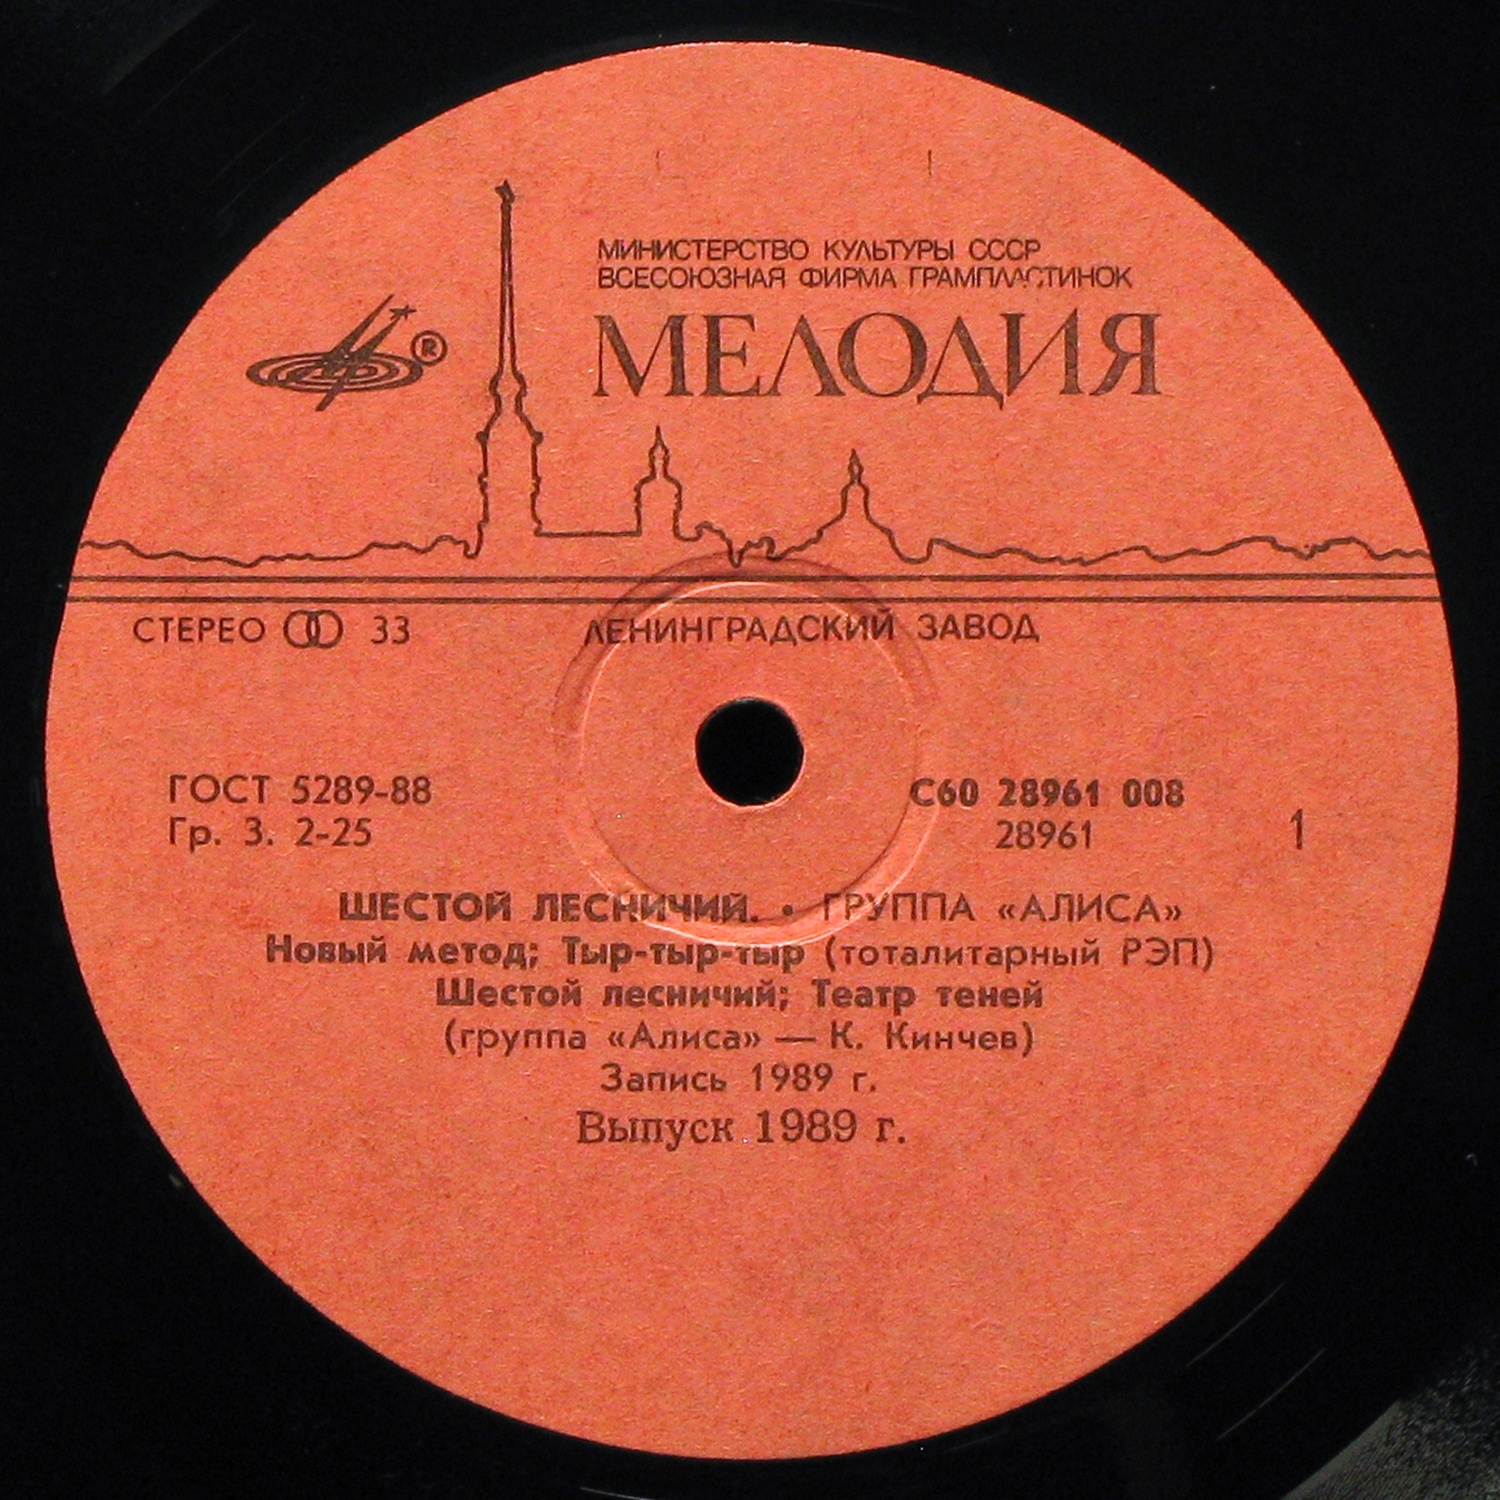 МИНИСТЕРСТВО КУЛЬТУРЫ СССР
ВСЕСОЮЗНАЯ ФИРМА ГРАМПЛАСТИНОК
МЕЛОДИЯ
®
СТЕРЕО 33 ЛЕНИНГРАДСКИЙ ЗАВОД
ГОСТ 5289-88 С60 28961 008
Гр. 3. 2-25 28961 1
ШЕСТОЙ ЛЕСНИЧИЙ. • ГРУППА «АЛИСА»
Новый метод; Тыр-тыр-тыр (тоталитарный РЭП)
Шестой лесничий; Театр теней
(группа «Алиса» — К. Кинчев)
Запись 1989 г.
Выпуск 1989 г.